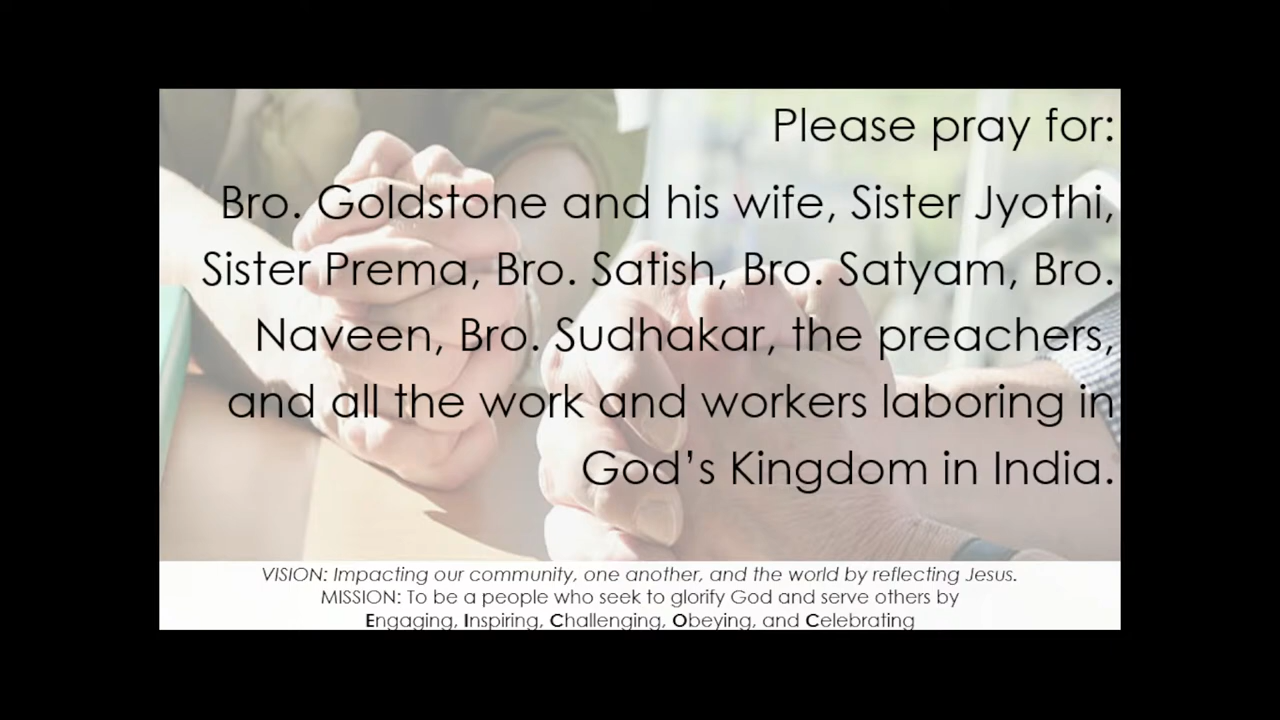 Please pray for:
Bro. Goldstone and his wife, Sister Jyothi,
Sister Prema, Bro. Satish, Bro. Satyam, Bro.
Naveen, Bro. Sudhakar, the preachers,
and all the work and workers laboring in
God’s Kingdom in India.
VISION: Impacting our community, one another, and the world by reflecting Jesus.
MISSION: To be a people who seek to glorify God and serve others by
Engaging, Inspiring, Challenging, Obeying, and Celebrating